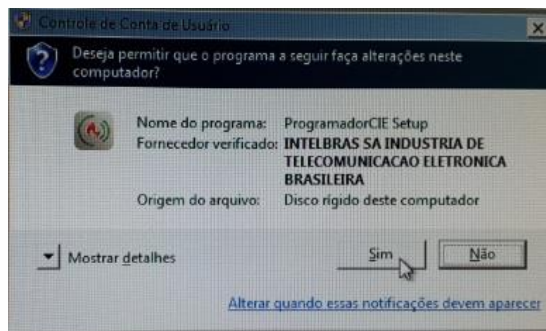 Controle de Conta de Usuário
Deseja permitir que o programa a seguir faça alterações neste
computador?
Nome do programa: ProgramadorCIE Setup
Fornecedor verificado: INTELBRAS SA INDUSTRIA DE
TELECOMUNICACAO ELETRONICA
BRASILEIRA
Origem do arquivo: Disco rígido deste computador
Mostrar detalhes
Sim
Não
Alterar quando essas notificações devem aparecer